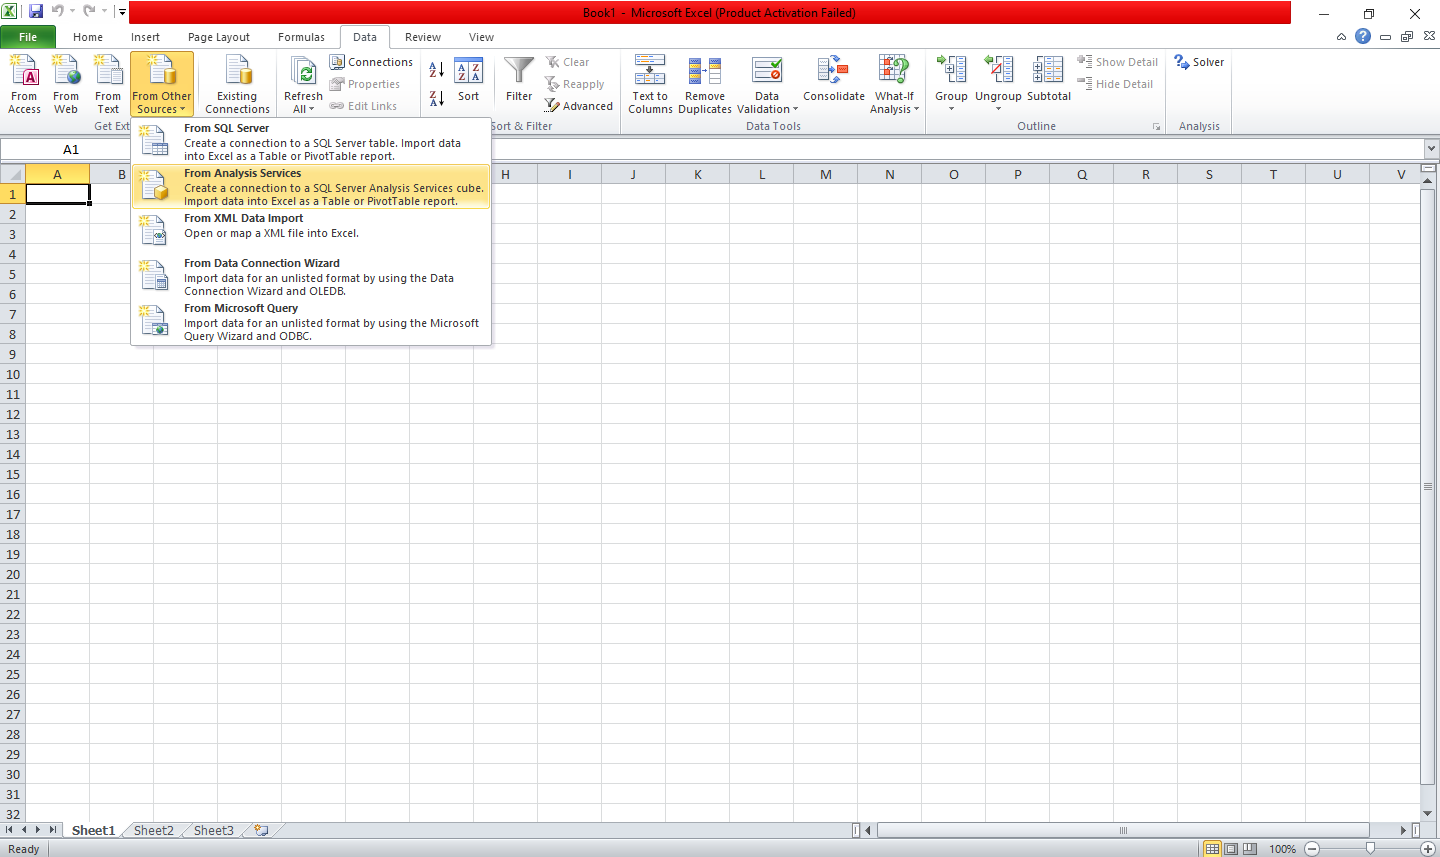 Book1 - Microsoft Excel (Product Activation Failed)
File Home Insert Page Layout Formulas Data Review View
From Access
From Web
From Text
From Other Sources
Existing Connections
Refresh All
Connections
Properties
Edit Links
Sort
Filter
Clear
Reapply
Advanced
Text to Columns
Remove Duplicates
Data Validation
Consolidate
What-If Analysis
Group
Ungroup
Subtotal
Show Detail
Hide Detail
Solver
Get Ext
Sort & Filter
Data Tools
Outline
Analysis
A1
From SQL Server
Create a connection to a SQL Server table. Import data
into Excel as a Table or PivotTable report.
From Analysis Services
Create a connection to a SQL Server Analysis Services cube.
Import data into Excel as a Table or PivotTable report.
From XML Data Import
Open or map a XML file into Excel.
From Data Connection Wizard
Import data for an unlisted format by using the Data
Connection Wizard and OLEDB.
From Microsoft Query
Import data for an unlisted format by using the Microsoft
Query Wizard and ODBC.
A B H I J K L M N O P Q R S T U V
1
2
3
4
5
6
7
8
9
10
11
12
13
14
15
16
17
18
19
20
21
22
23
24
25
26
27
28
29
30
31
32
Sheet1 Sheet2 Sheet3
Ready 100%